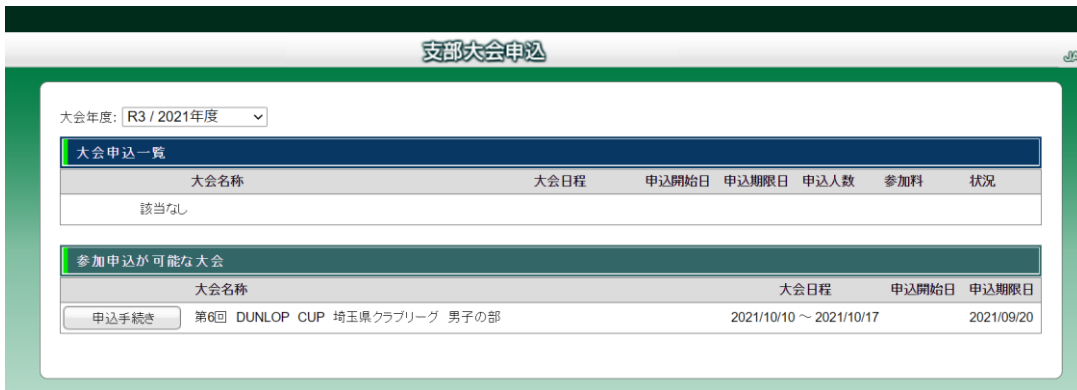 支部大会申込
大会年度: R3 / 2021年度
大会申込一覧
大会名称 大会日程 申込開始日 申込期限日 申込人数 参加料 状況
該当なし
参加申込が可能な大会
大会名称 大会日程 申込開始日 申込期限日
申込手続き 第6回 DUNLOP CUP 埼玉県クラブリーグ 男子の部 2021/10/10 ～ 2021/10/17 2021/09/20